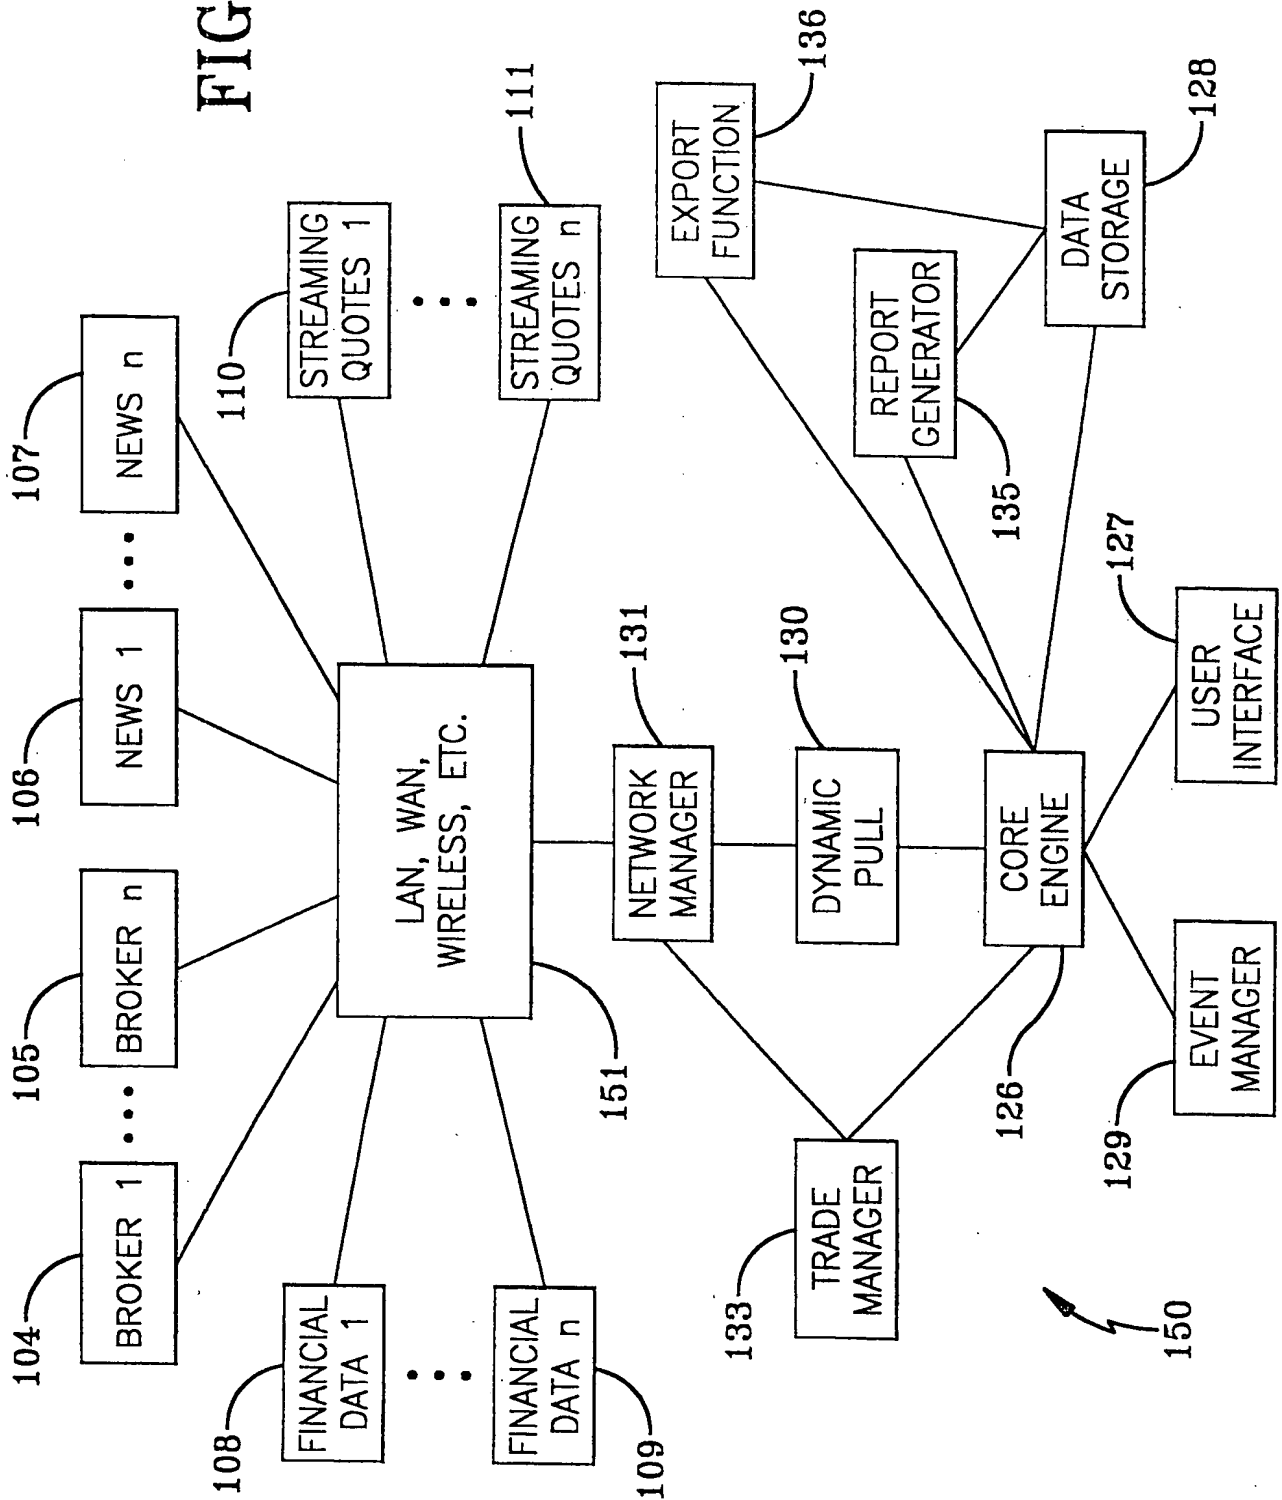 FIG
104
BROKER 1
105
BROKER n
106
NEWS 1
107
NEWS n
108
FINANCIAL
DATA 1
109
FINANCIAL
DATA n
LAN, WAN,
WIRELESS, ETC.
151
110
STREAMING
QUOTES 1
STREAMING
QUOTES n
111
NETWORK
MANAGER
131
133
TRADE
MANAGER
DYNAMIC
PULL
130
EXPORT
FUNCTION
136
REPORT
GENERATOR
135
CORE
ENGINE
126
DATA
STORAGE
128
129
EVENT
MANAGER
USER
INTERFACE
127
150